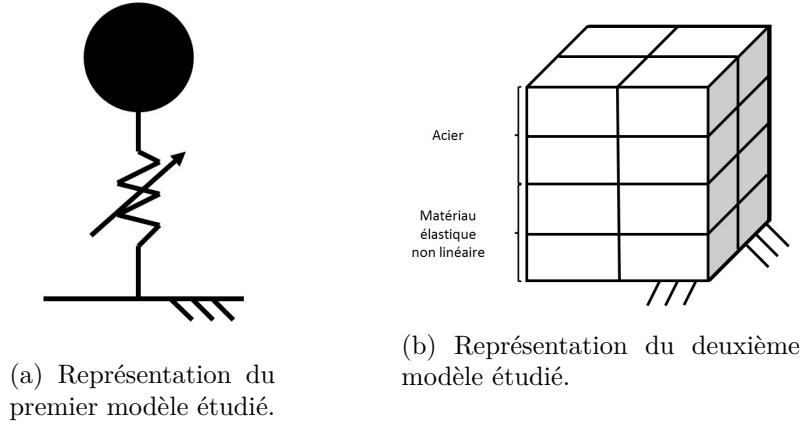 Acier
Matériau
élastique
non linéaire
(a) Représentation du
premier modèle étudié.
(b) Représentation du deuxième
modèle étudié.